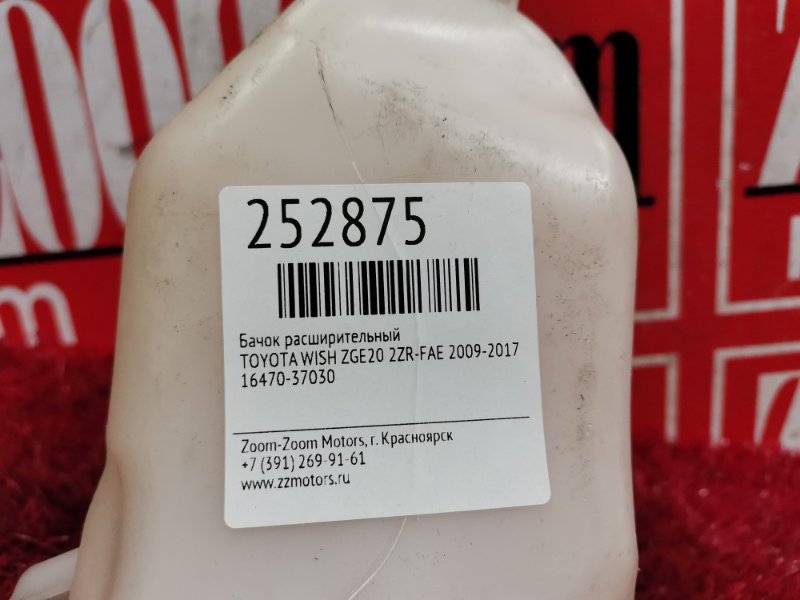 252875
Бачок расширительный
TOYOTA WISH ZGE20 2ZR-FAE 2009-2017
16470-37030
Zoom-Zoom Motors, г. Красноярск
+7 (391) 269-91-61
www.zzmotors.ru